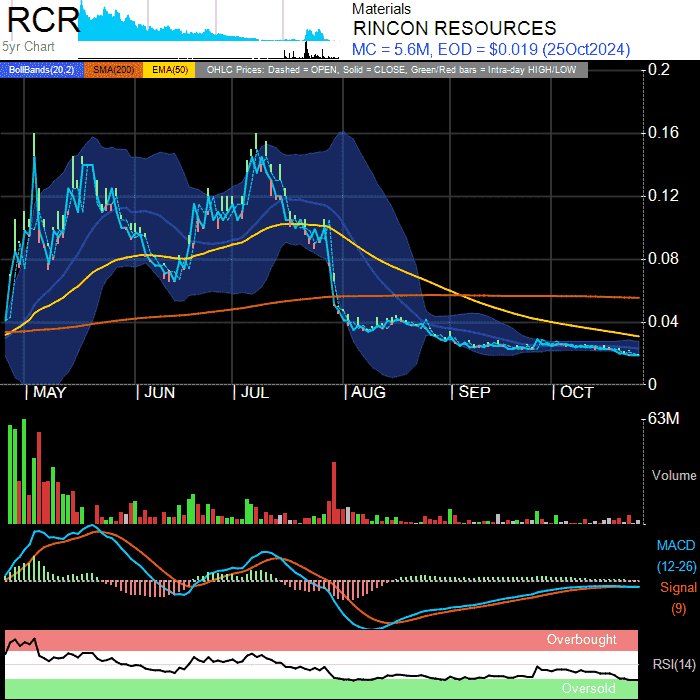 RCR
5yr Chart
Materials
RINCON RESOURCES
MC = 5.6M, EOD = $0.019 (25Oct2024)
BollBands(20,2) SMA(200) EMA(50) OHLC Prices: Dashed = OPEN, Solid = CLOSE, Green/Red bars = Intra-day HIGH/LOW
0.2
0.16
0.12
0.08
0.04
0
MAY JUN JUL AUG SEP OCT
63M
Volume
MACD
(12-26)
Signal
(9)
Overbought
RSI(14)
Oversold